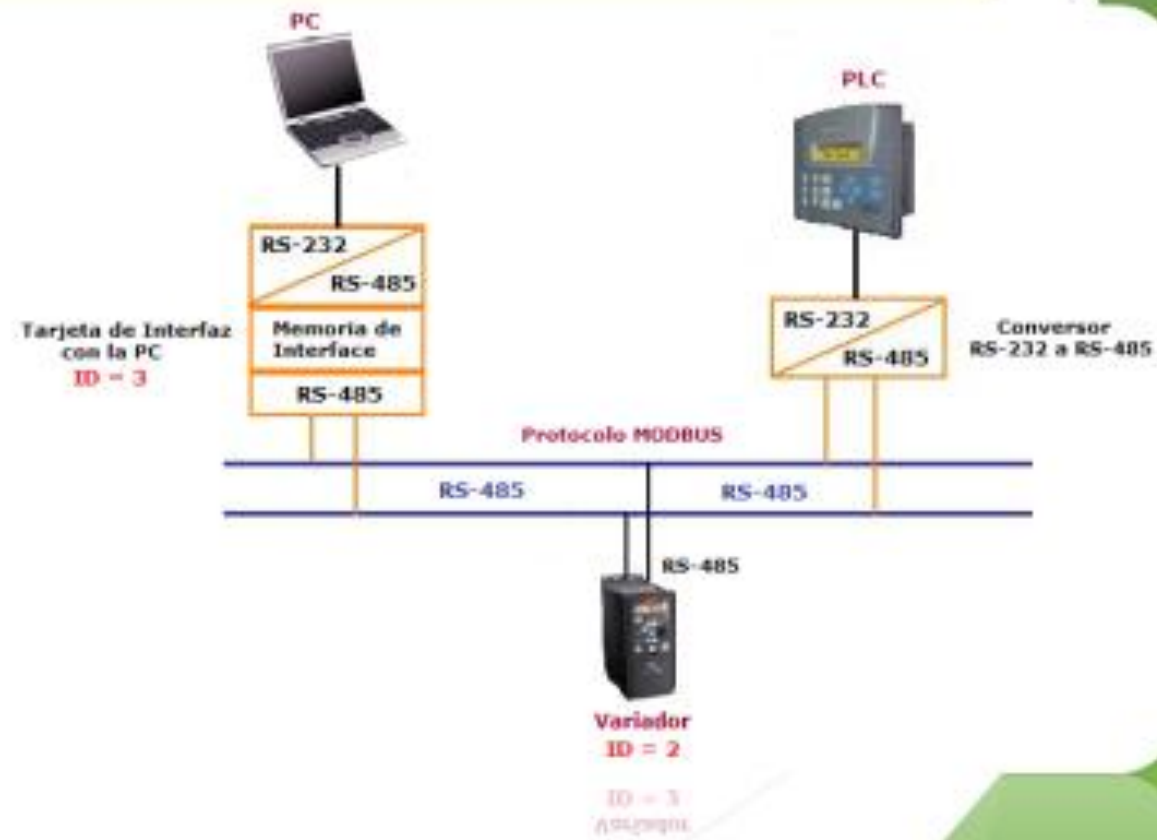 PC
PLC
RS-232
RS-485
Tarjeta de Interfaz
con la PC
ID = 3
Memoria de
Interface
RS-485
RS-232
RS-485
Conversor
RS-232 a RS-485
Protocolo MODBUS
RS-485
RS-485
RS-485
Variador
ID = 2